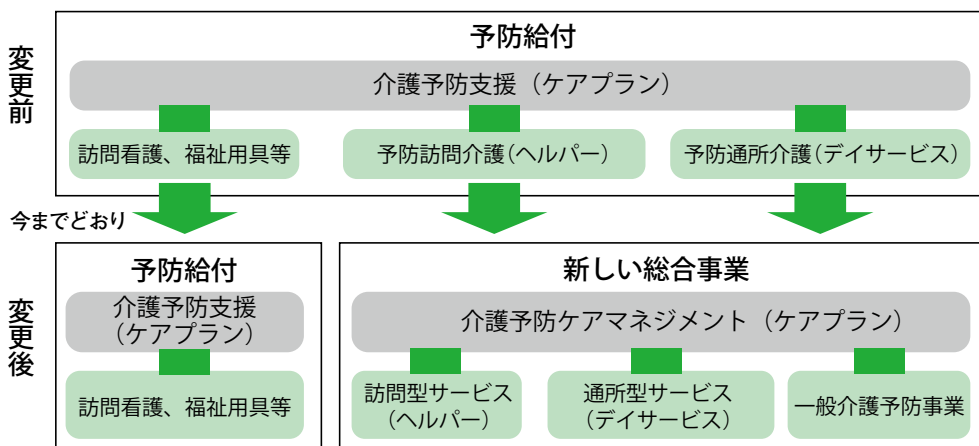 変更前
予防給付
介護予防支援（ケアプラン）
訪問看護、福祉用具等
予防訪問介護（ヘルパー）
予防通所介護（デイサービス）
今までどおり
変更後
予防給付
介護予防支援
（ケアプラン）
訪問看護、福祉用具等
新しい総合事業
介護予防ケアマネジメント（ケアプラン）
訪問型サービス
（ヘルパー）
通所型サービス
（デイサービス）
一般介護予防事業